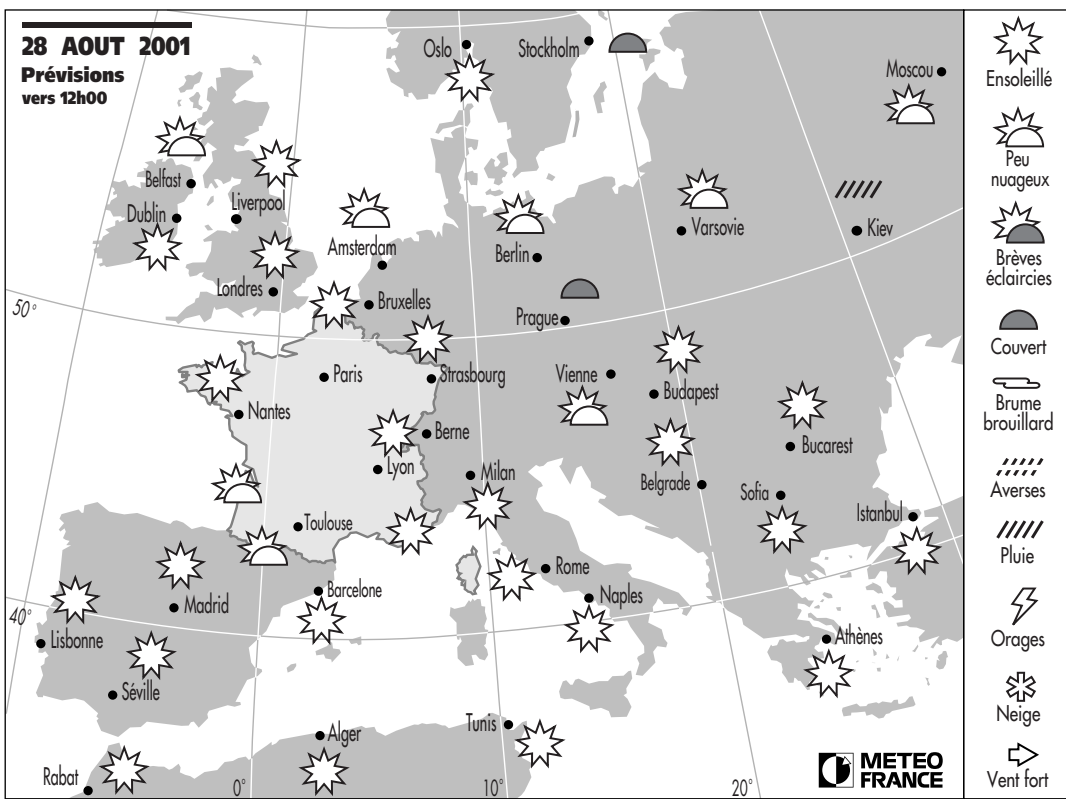 28 AOUT 2001
Prévisions
vers 12h00
Oslo
Stockholm
Moscou
Belfast
Liverpool
Dublin
Amsterdam
Berlin
Varsovie
Kiev
Londres
Bruxelles
50°
Prague
Paris
Strasbourg
Vienne
Budapest
Nantes
Berne
Bucarest
Lyon
Milan
Belgrade
Sofia
Istanbul
Toulouse
Rome
Barcelone
Naples
Madrid
40°
Lisbonne
Athènes
Séville
Tunis
Alger
Rabat
0°
10°
20°
METEO
FRANCE
Ensoleillé
Peu
nuageux
Brèves
éclaircies
Couvert
Brume
brouillard
Averses
Pluie
Orages
Neige
Vent fort